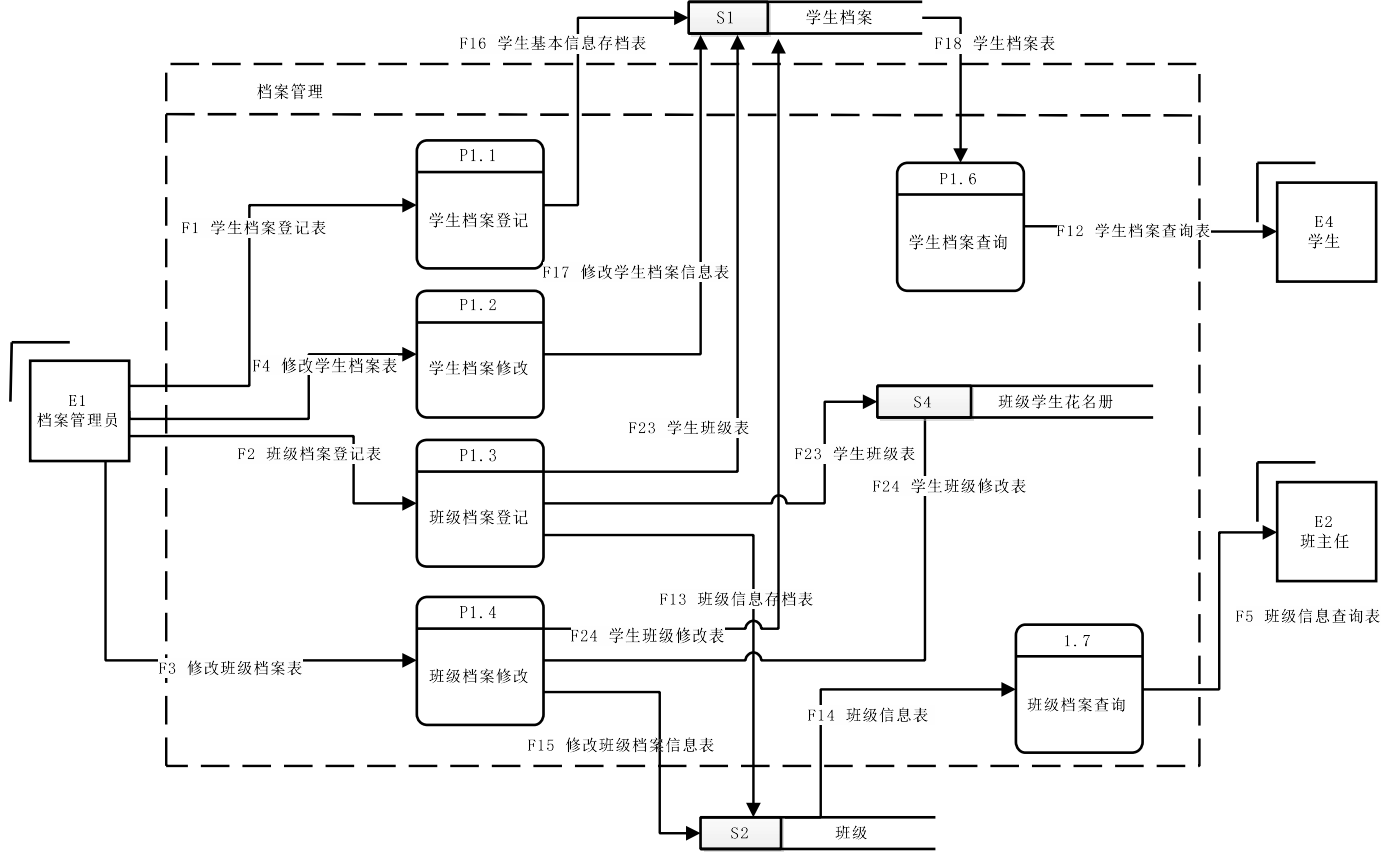 S1 学生档案
F16 学生基本信息存档表
F18 学生档案表
档案管理
P1.1
学生档案登记
P1.6
学生档案查询
F1 学生档案登记表
F12 学生档案查询表
E4
学生
F17 修改学生档案信息表
P1.2
学生档案修改
F4 修改学生档案表
E1
档案管理员
S4 班级学生花名册
F23 学生班级表
F2 班级档案登记表
P1.3
班级档案登记
F23 学生班级表
F24 学生班级修改表
E2
班主任
F13 班级信息存档表
P1.4
班级档案修改
F24 学生班级修改表
F5 班级信息查询表
1.7
班级档案查询
F3 修改班级档案表
F14 班级信息表
F15 修改班级档案信息表
S2 班级